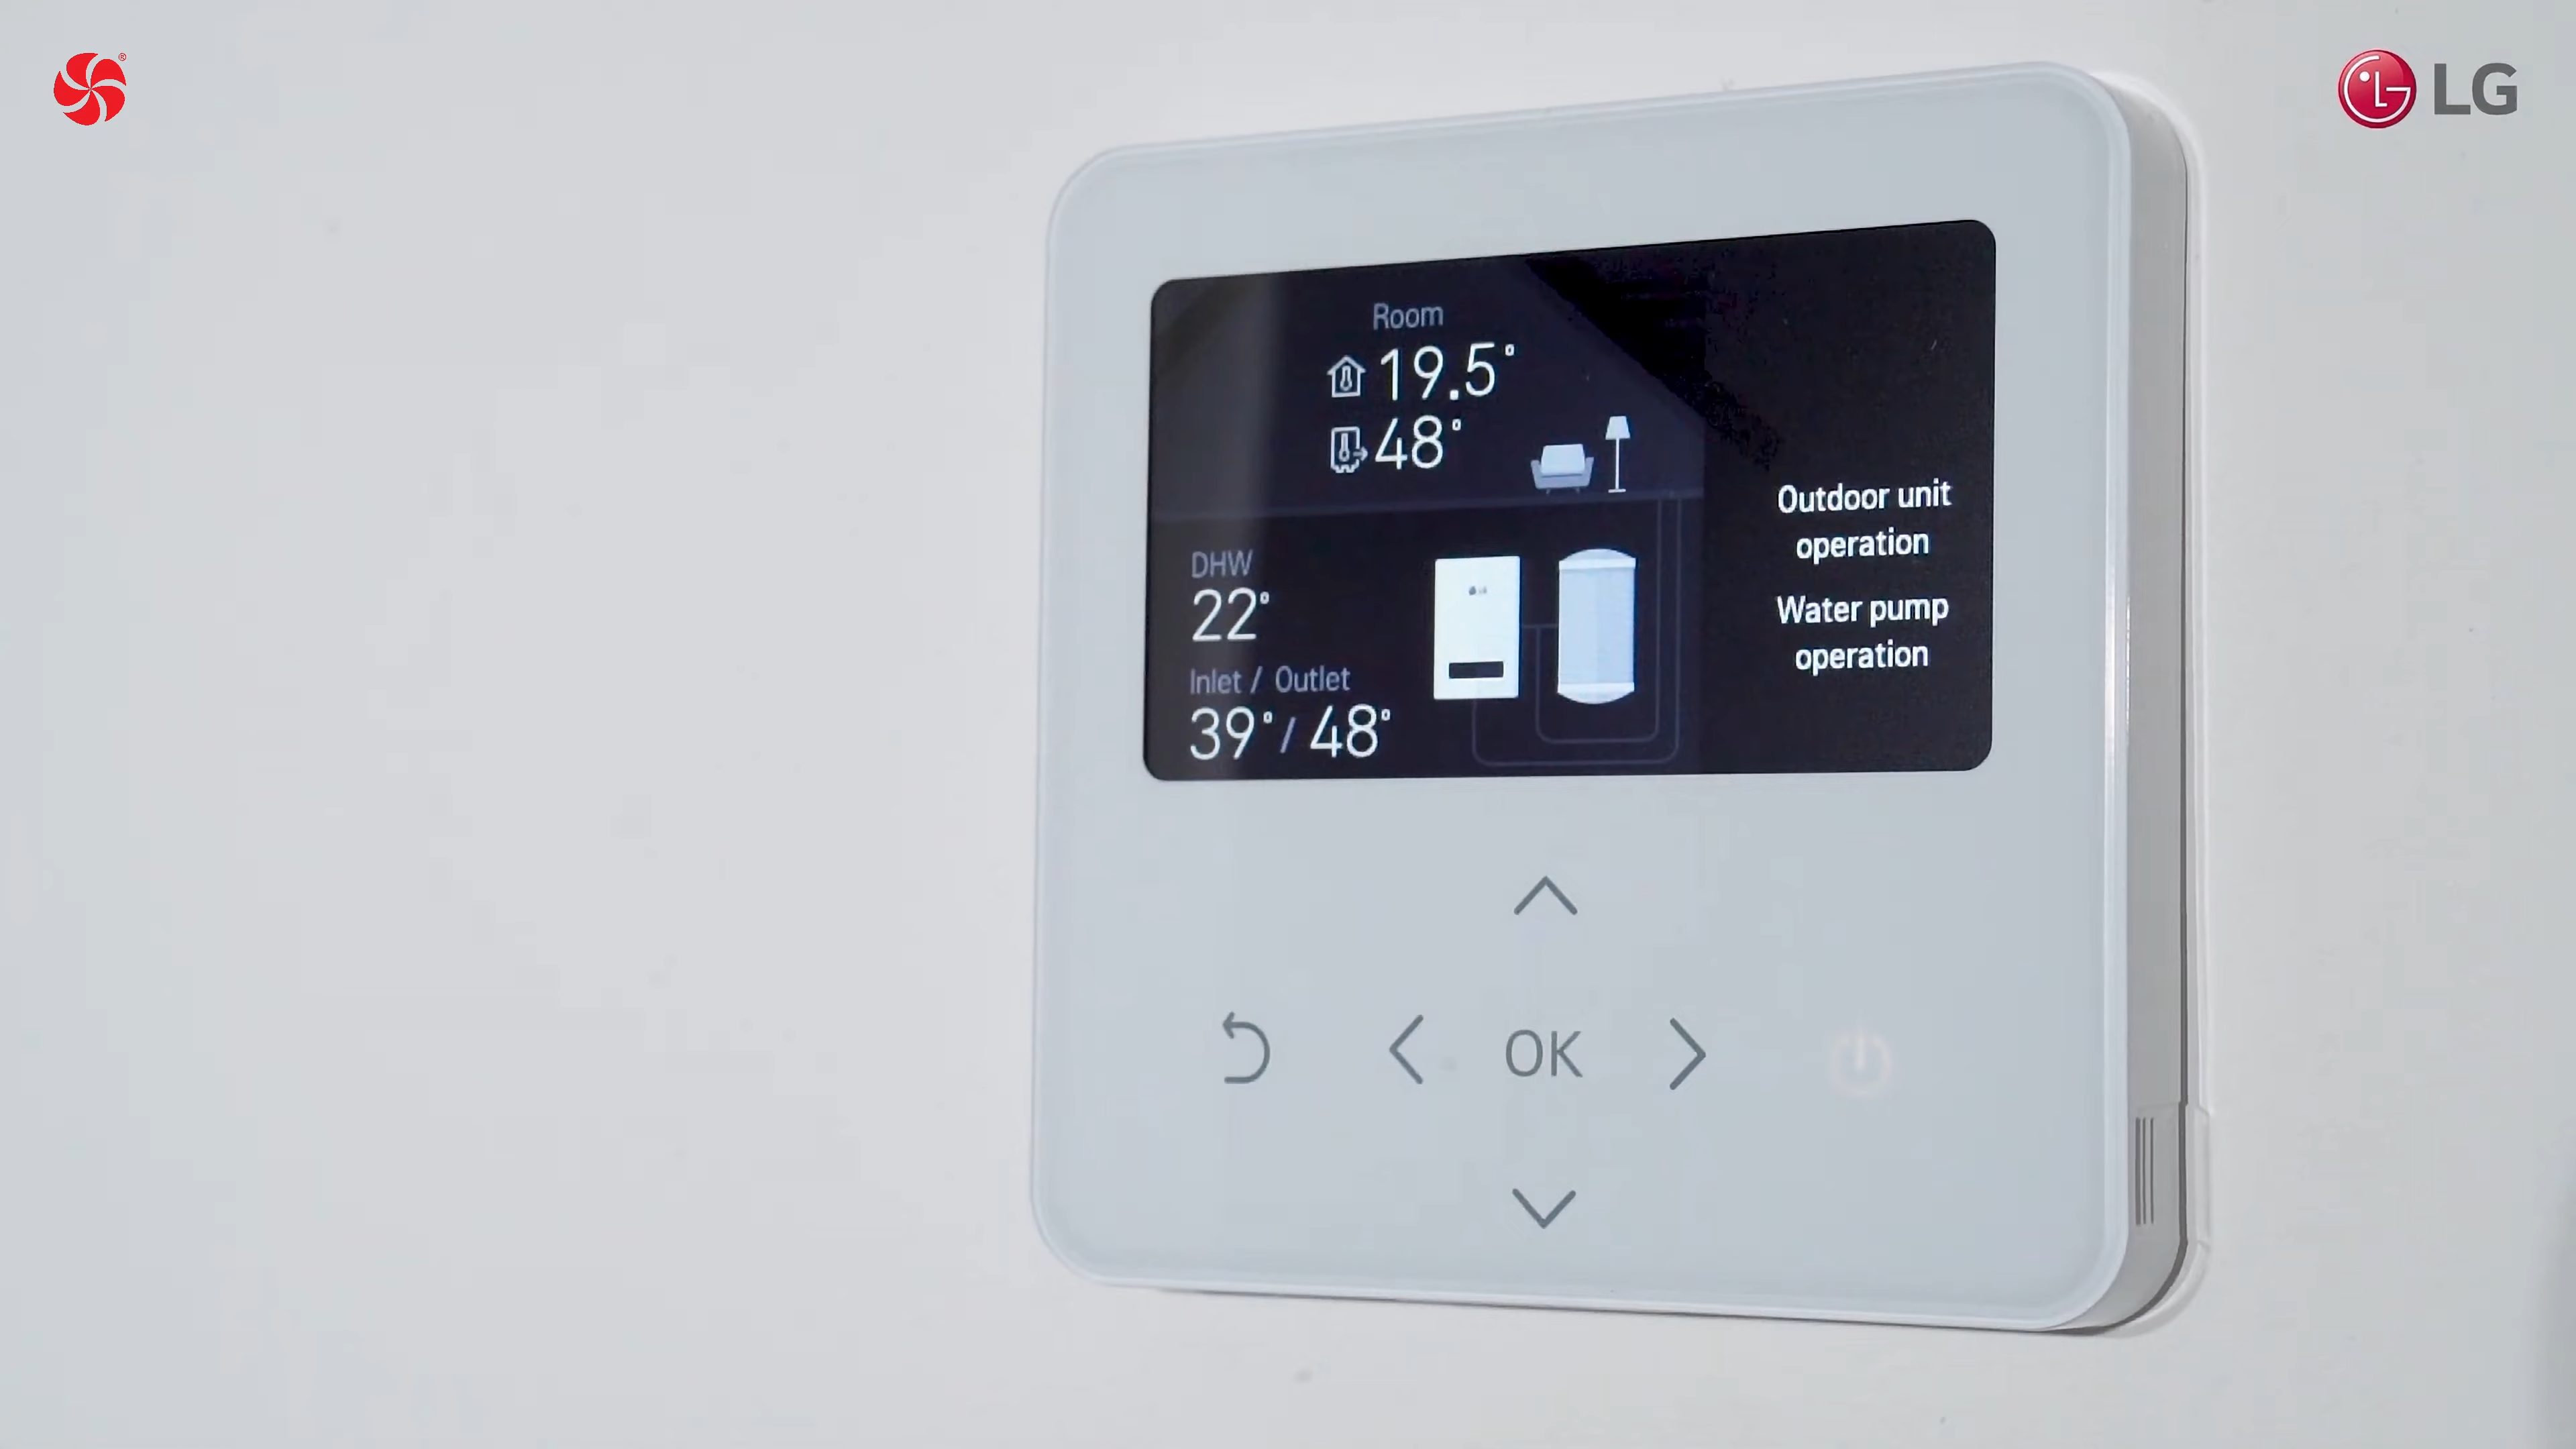 LG
Room
19.5°
48°
DHW
22°
Inlet / Outlet
39° / 48°
Outdoor unit
operation
Water pump
operation
OK